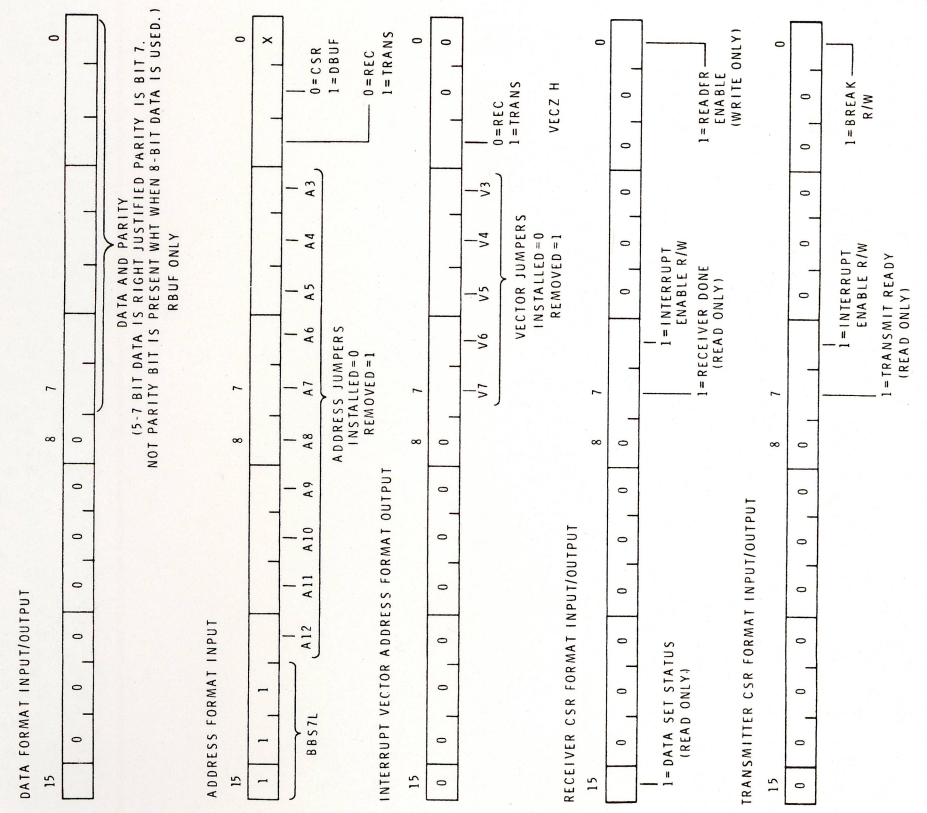 DATA FORMAT INPUT/OUTPUT
15 8 7 0
0 0 0 0 0 0 0
DATA AND PARITY
(5-7 BIT DATA IS RIGHT JUSTIFIED PARITY IS BIT 7.
NOT PARITY BIT IS PRESENT WHT WHEN 8-BIT DATA IS USED.)
RBUF ONLY
ADDRESS FORMAT INPUT
15 8 7 0
1 1 1 X
BBS7L
A12 A11 A10 A9 A8 A7 A6 A5 A4 A3
ADDRESS JUMPERS
INSTALLED=0
REMOVED=1
0=CSR
1=DBUF
0=REC
1=TRANS
INTERRUPT VECTOR ADDRESS FORMAT OUTPUT
7 0
0 0 0 0 0 0 0 0 0 0
V7 V6 V5 V4 V3
VECTOR JUMPERS
INSTALLED=0
REMOVED=1
0=REC
1=TRANS
VECZ H
RECEIVER CSR FORMAT INPUT/OUTPUT
15 8 7 0
0 0 0 0 0 0 0 0 0 0 0 0
1=DATA SET STATUS
(READ ONLY)
1=INTERRUPT
ENABLE R/W
1=RECEIVER DONE
(READ ONLY)
1=READFR
ENABLE
(WRITE ONLY)
TRANSMITTER CSR FORMAT INPUT/OUTPUT
15 8 7 0
0 0 0 0 0 0 0 0 0 0 0 0 0
1=INTERRUPT
ENABLE R/W
1=TRANSMIT READY
(READ ONLY)
1=BREAK
R/W